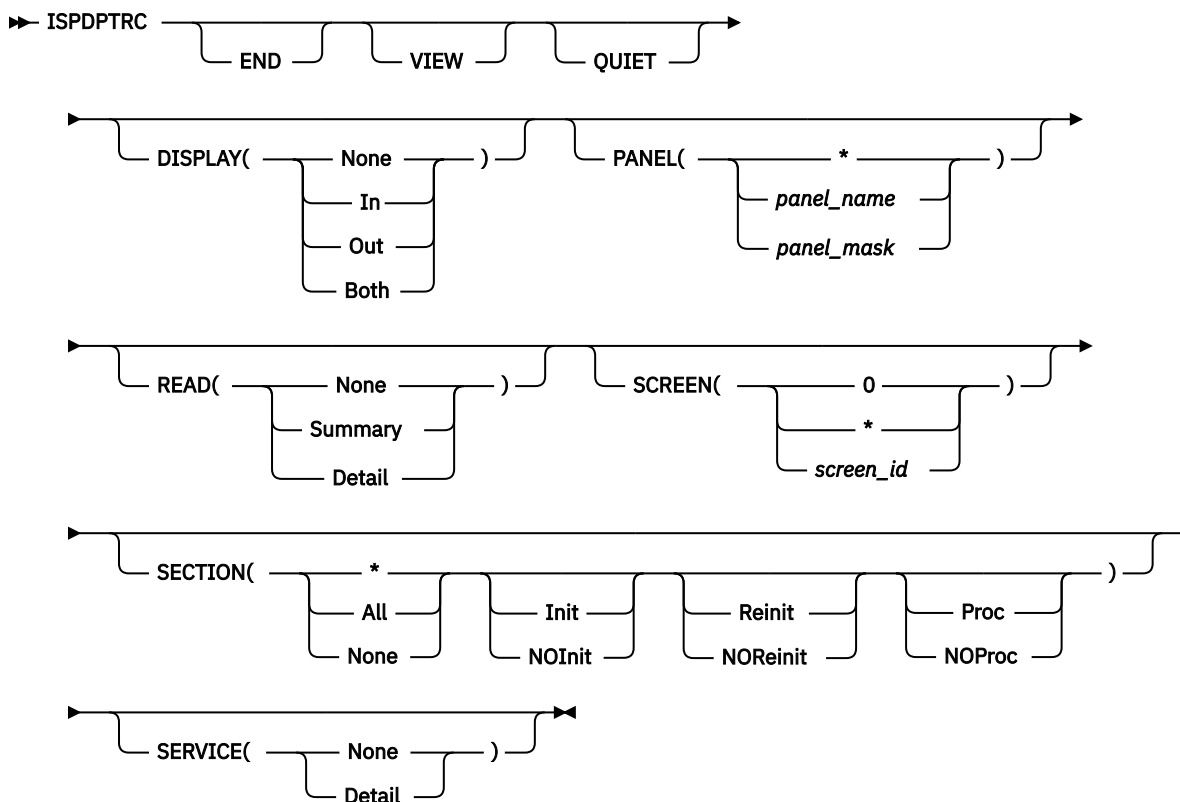 ISPDPTRC
END VIEW QUIET
DISPLAY( None )
In
Out
Both
PANEL( * )
panel_name
panel_mask
READ( None )
Summary
Detail
SCREEN( 0 )
*
screen_id
SECTION( * Init Reinit Proc )
All NOInit NOReinit NOProc
None
SERVICE( None )
Detail